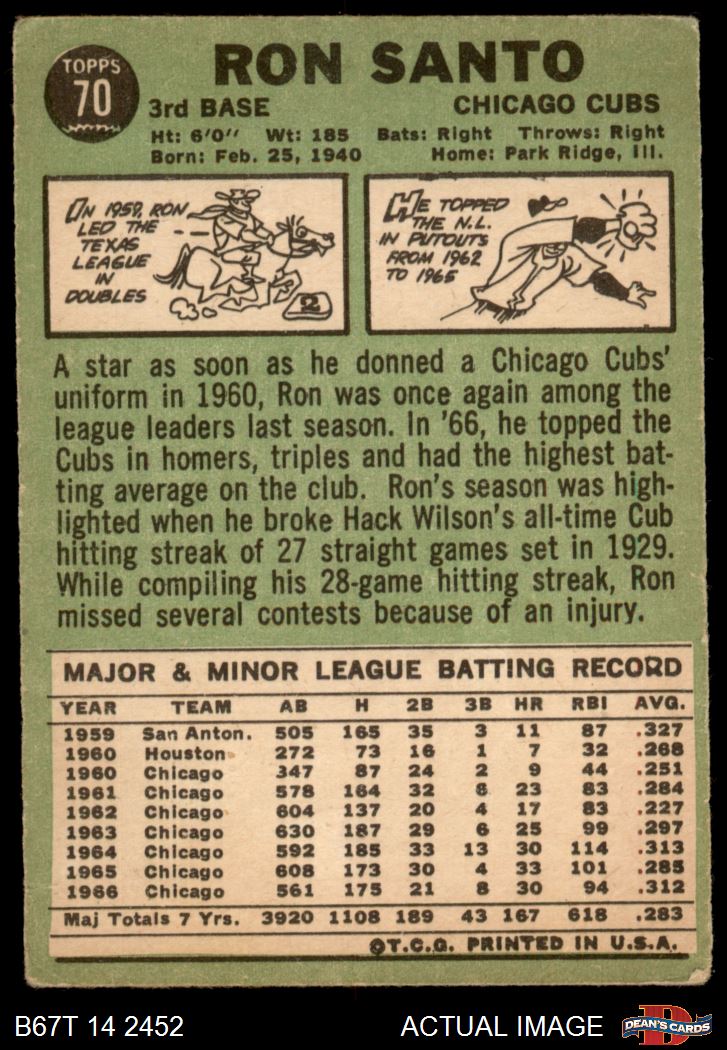 TOPPS
70
RON SANTO
3rd BASE CHICAGO CUBS
Ht: 6'0" Wt: 185 Bats: Right Throws: Right
Born: Feb. 25, 1940 Home: Park Ridge, Ill.
IN 1959, RON
LED THE
TEXAS
LEAGUE
IN
DOUBLES
2
HE TOPPED
THE N.L.
IN PUTOUTS
FROM 1962
TO 1965
A star as soon as he donned a Chicago Cubs'
uniform in 1960, Ron was once again among the
league leaders last season. In '66, he topped the
Cubs in homers, triples and had the highest bat-
ting average on the club. Ron's season was high-
lighted when he broke Hack Wilson's all-time Cub
hitting streak of 27 straight games set in 1929.
While compiling his 28-game hitting streak, Ron
missed several contests because of an injury.
MAJOR & MINOR LEAGUE BATTING RECORD
YEAR TEAM AB H 2B 3B HR RBI AVG.
1959 San Anton. 505 165 35 3 11 87 .327
1960 Houston 272 73 16 1 7 32 .268
1960 Chicago 347 87 24 2 9 44 .251
1961 Chicago 578 164 32 6 23 83 .284
1962 Chicago 604 137 20 4 17 83 .227
1963 Chicago 630 187 29 6 25 99 .297
1964 Chicago 592 185 33 13 30 114 .313
1965 Chicago 608 173 30 4 33 101 .285
1966 Chicago 561 175 21 8 30 94 .312
Maj Totals 7 Yrs. 3920 1108 189 43 167 618 .283
©T.C.G. PRINTED IN U.S.A.
B67T 14 2452 ACTUAL IMAGE
D
DEAN'S CARDS